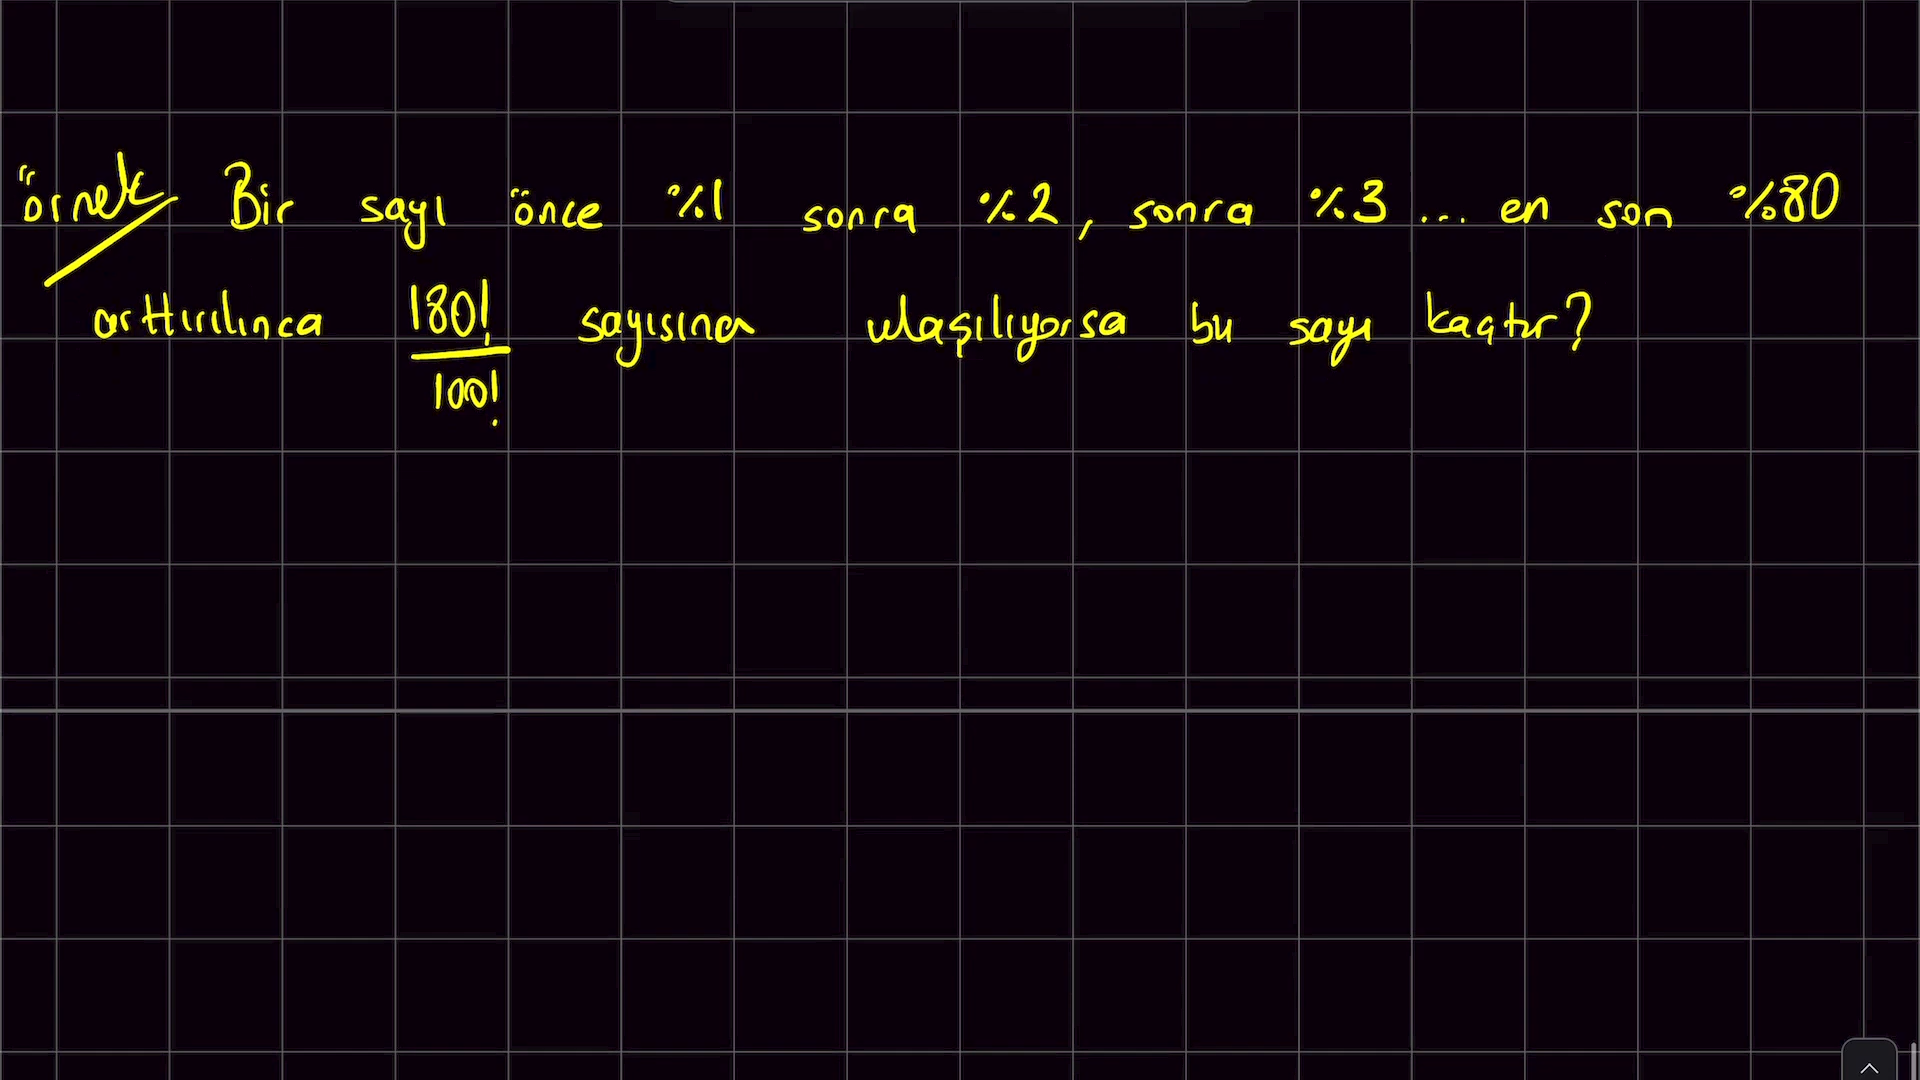 örnek Bir sayı önce %1 sonra %2, sonra %3 ... en son %80
arttırılınca 180!/100! sayısına ulaşılıyorsa bu sayı kaçtır?